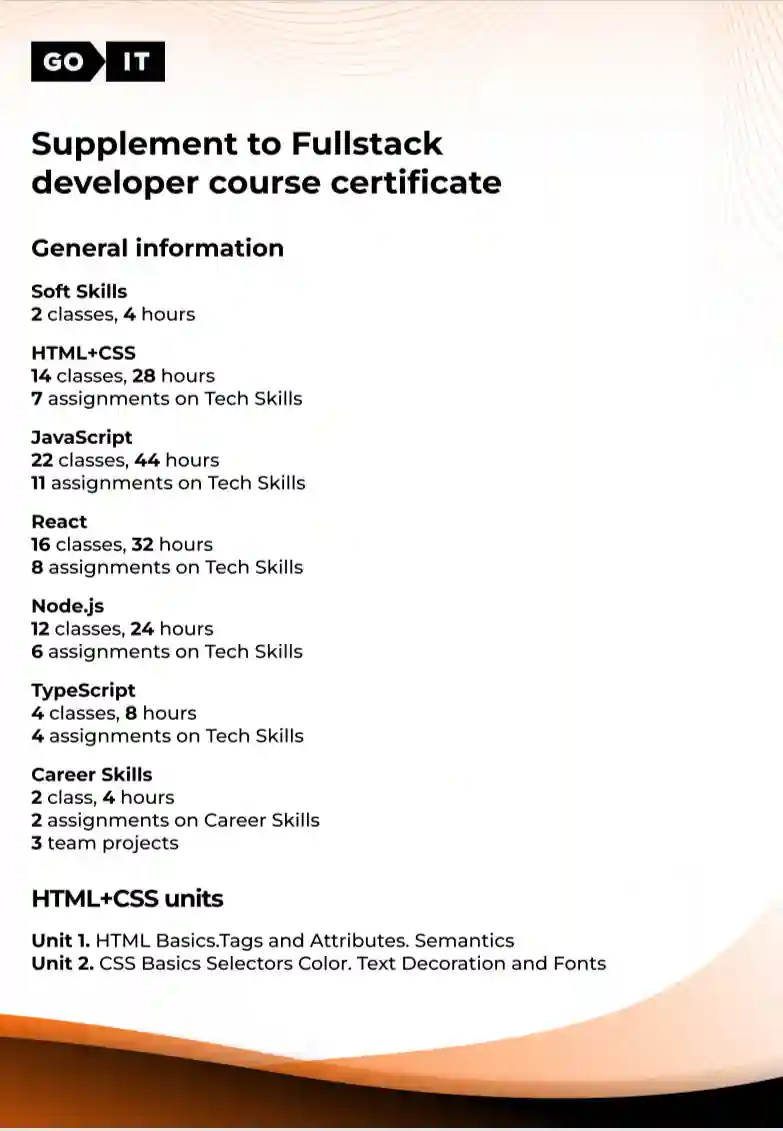 GO IT
Supplement to Fullstack
developer course certificate
General information
Soft Skills
2 classes, 4 hours
HTML+CSS
14 classes, 28 hours
7 assignments on Tech Skills
JavaScript
22 classes, 44 hours
11 assignments on Tech Skills
React
16 classes, 32 hours
8 assignments on Tech Skills
Node.js
12 classes, 24 hours
6 assignments on Tech Skills
TypeScript
4 classes, 8 hours
4 assignments on Tech Skills
Career Skills
2 class, 4 hours
2 assignments on Career Skills
3 team projects
HTML+CSS units
Unit 1. HTML Basics.Tags and Attributes. Semantics
Unit 2. CSS Basics Selectors Color. Text Decoration and Fonts